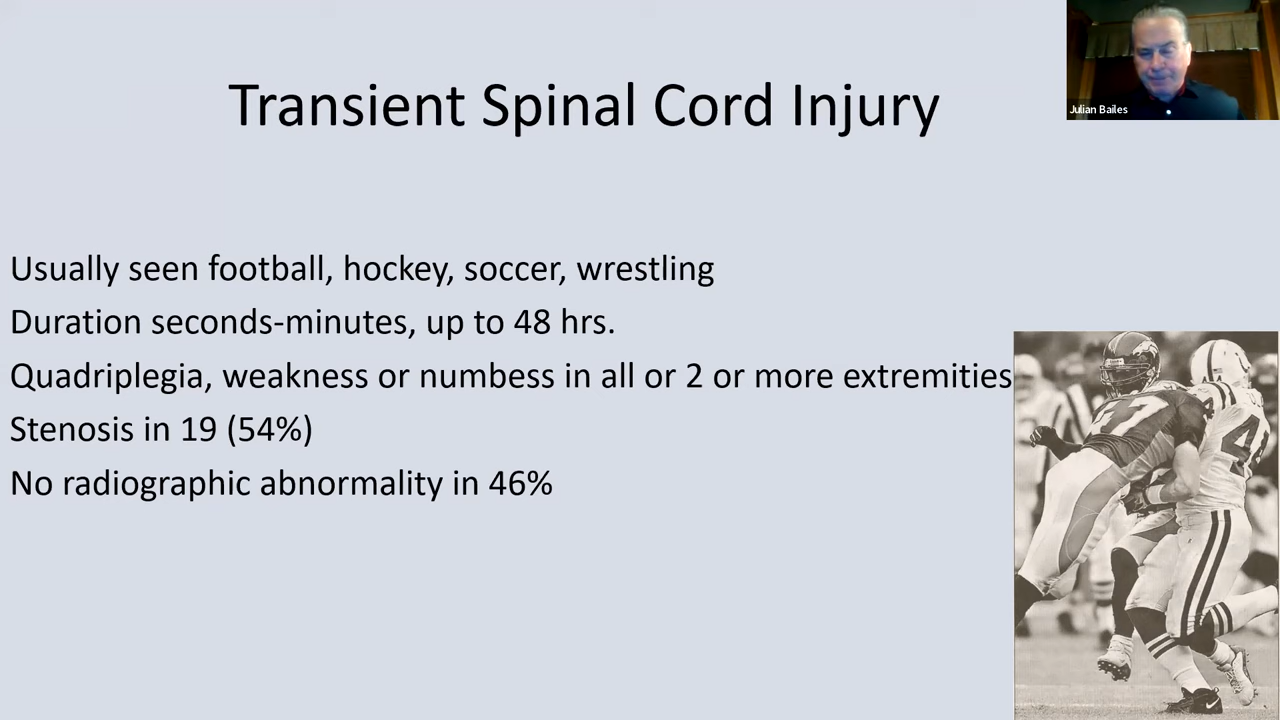 Transient Spinal Cord Injury
Julian Bailes
Usually seen football, hockey, soccer, wrestling
Duration seconds-minutes, up to 48 hrs.
Quadriplegia, weakness or numbess in all or 2 or more extremities
Stenosis in 19 (54%)
No radiographic abnormality in 46%